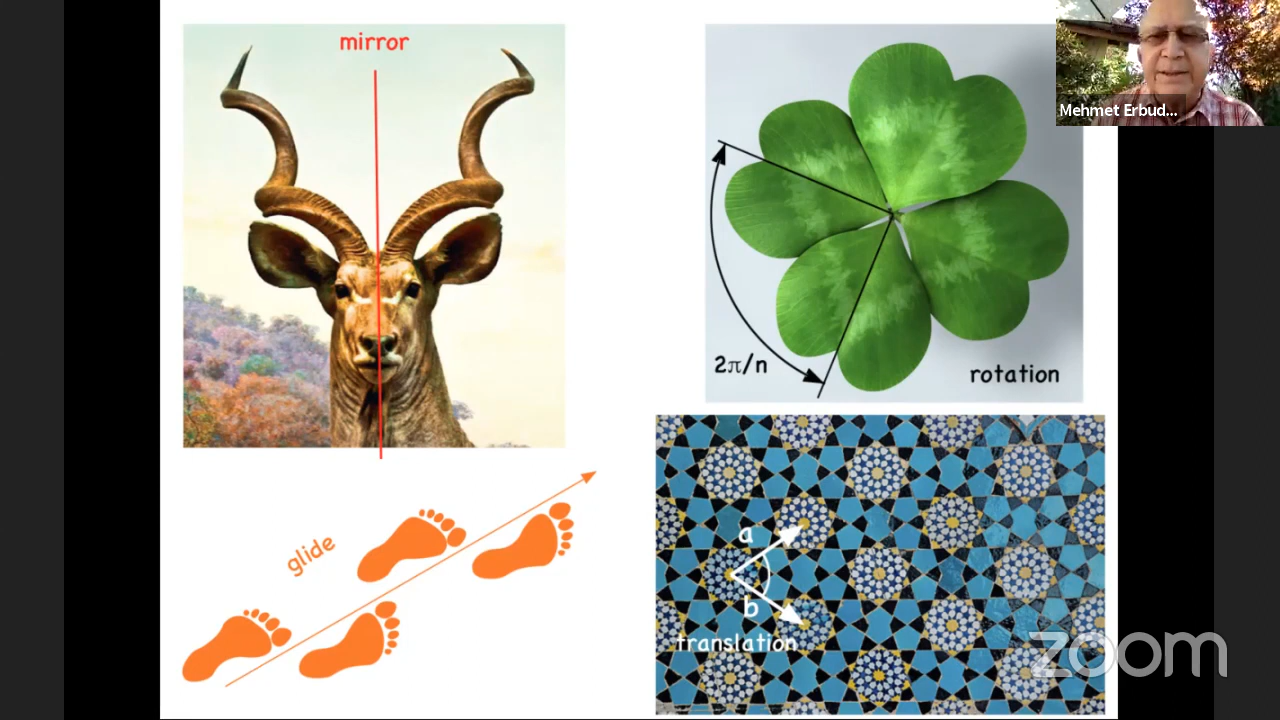 mirror
Mehmet Erbud...
2π/n
rotation
glide
a
b
translation
zoom